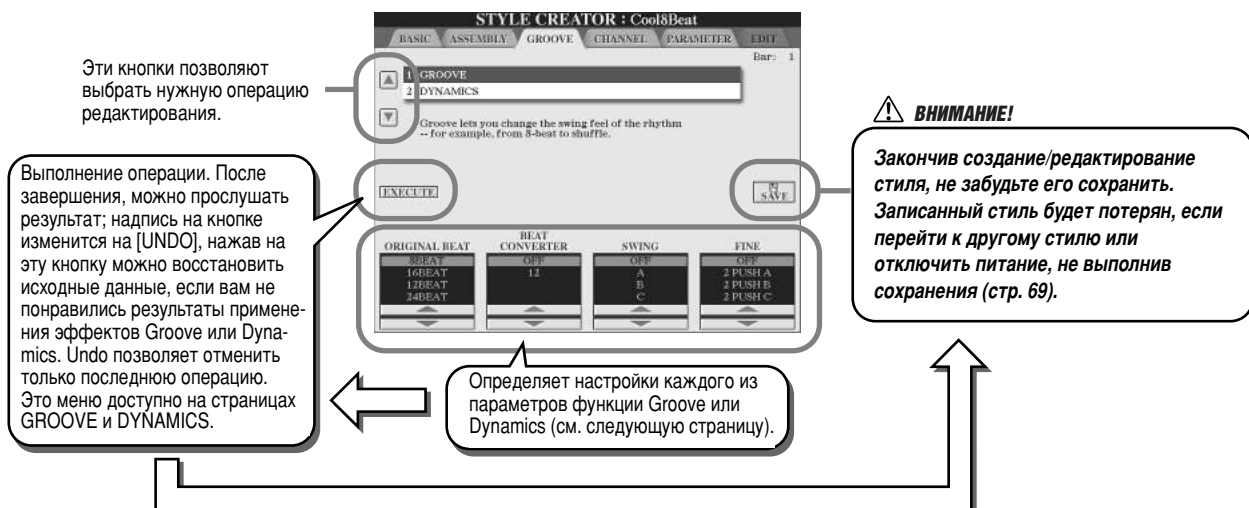 STYLE CREATOR : Cool8Beat
BASIC ASSEMBLY GROOVE CHANNEL PARAMETER EDIT
Bar: 1
1 GROOVE
2 DYNAMICS
Groove lets you change the swing feel of the rhythm
-- for example, from 8-beat to shuffle.
EXECUTE
SAVE
ORIGINAL BEAT
8BEAT
16BEAT
12BEAT
24BEAT
BEAT
CONVERTER
OFF
12
SWING
OFF
A
B
C
FINE
OFF
2 PUSH A
2 PUSH B
2 PUSH C
Эти кнопки позволяют
выбрать нужную операцию
редактирования.
Выполнение операции. После
завершения, можно прослушать
результат; надпись на кнопке
изменится на [UNDO], нажав на
эту кнопку можно восстановить
исходные данные, если вам не
понравились результаты примене-
ния эффектов Groove или Dyna-
mics. Undo позволяет отменить
только последнюю операцию.
Это меню доступно на страницах
GROOVE и DYNAMICS.
Определяет настройки каждого из
параметров функции Groove или
Dynamics (см. следующую страницу).
ВНИМАНИЕ!
Закончив создание/редактирование
стиля, не забудьте его сохранить.
Записанный стиль будет потерян, если
перейти к другому стилю или
отключить питание, не выполнив
сохранения (стр. 69).